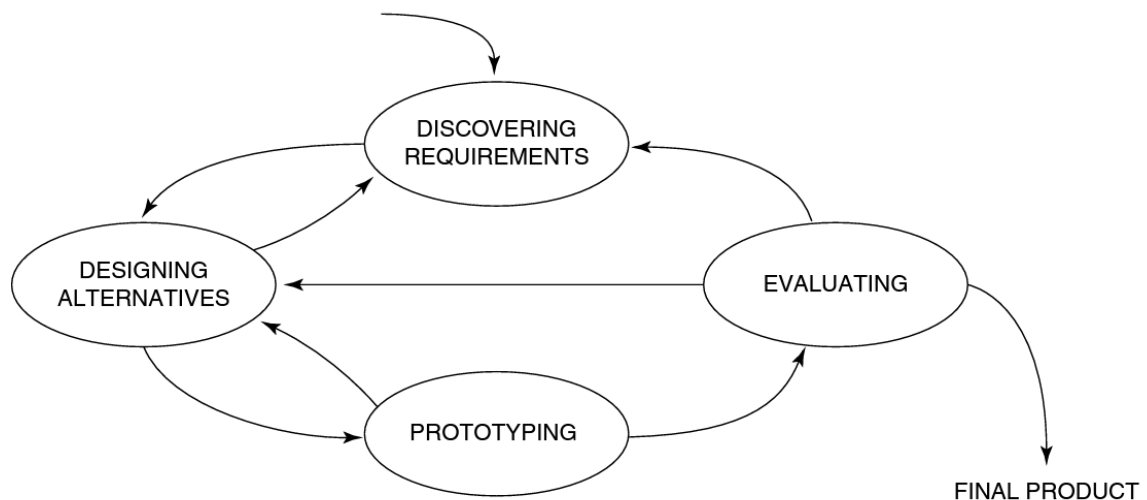 DISCOVERING
REQUIREMENTS
DESIGNING
ALTERNATIVES
EVALUATING
PROTOTYPING
FINAL PRODUCT